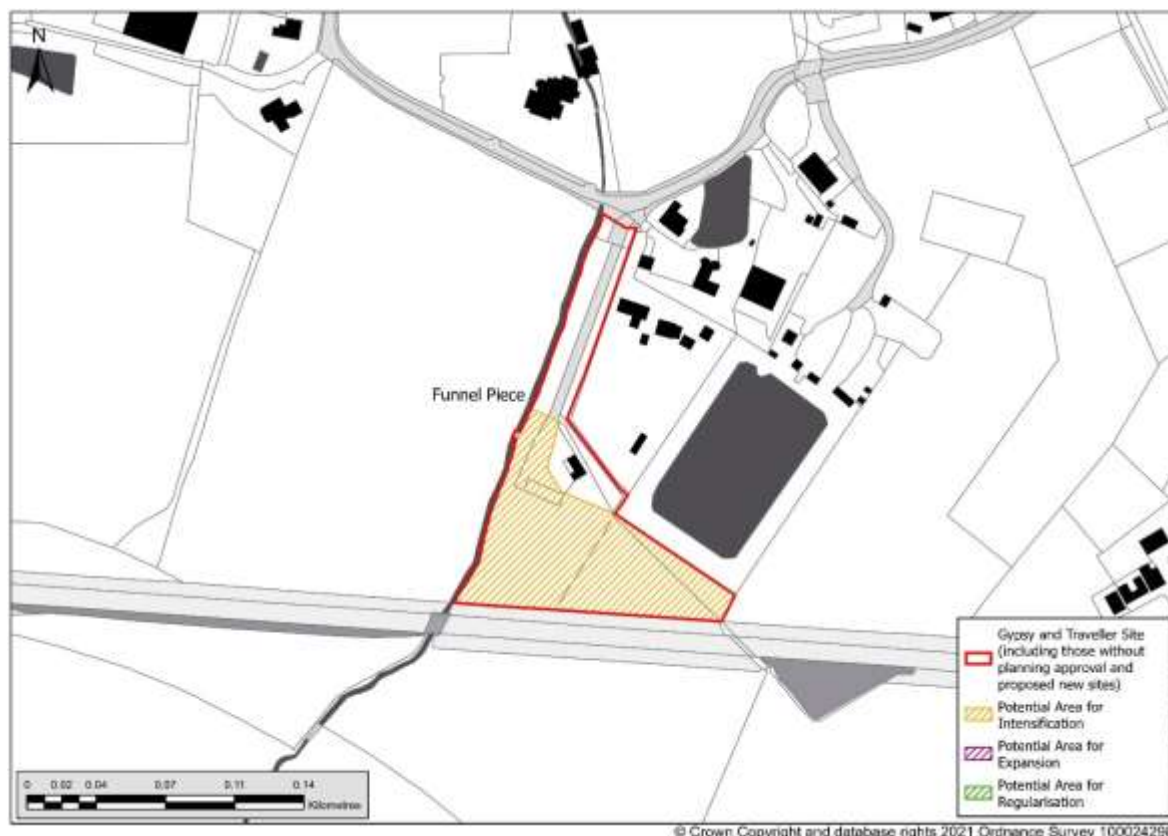 N
Funnel Piece
Gypsy and Traveller Site
(including those without
planning approval and
proposed new sites)
Potential Area for
Intensification
Potential Area for
Expansion
Potential Area for
Regularisation
0 0.02 0.04 0.07 0.11 0.14
Kilometres
© Crown Copyright and database rights 2021 Ordnance Survey